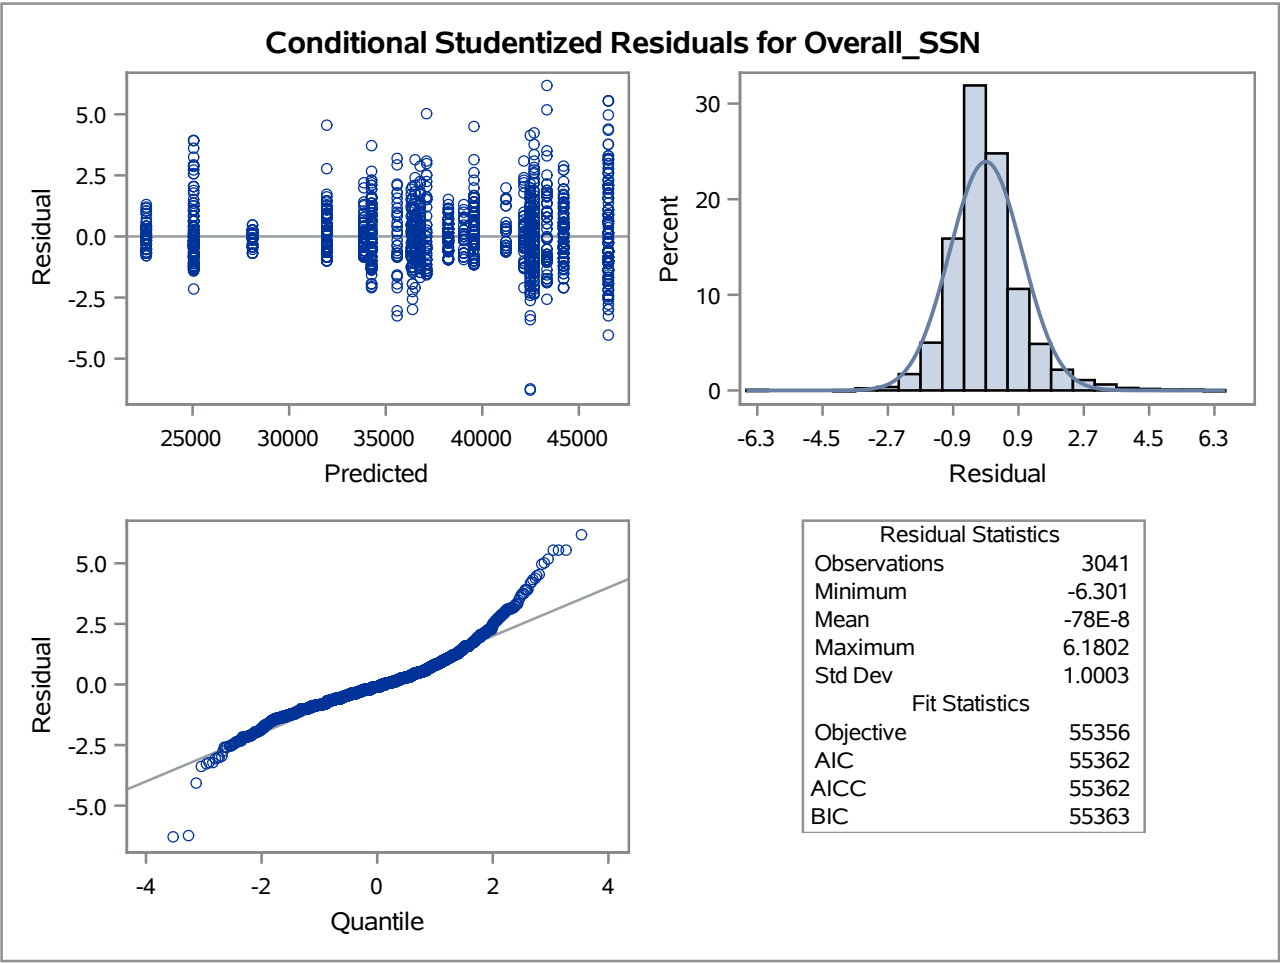 Conditional Studentized Residuals for Overall_SSN
5.0
2.5
0.0
-2.5
-5.0
Residual
25000 30000 35000 40000 45000
Predicted
30
20
10
0
Percent
-6.3 -4.5 -2.7 -0.9 0.9 2.7 4.5 6.3
Residual
5.0
2.5
0.0
-2.5
-5.0
Residual
-4 -2 0 2 4
Quantile
Residual Statistics
Observations 3041
Minimum -6.301
Mean -78E-8
Maximum 6.1802
Std Dev 1.0003
Fit Statistics
Objective 55356
AIC 55362
AICC 55362
BIC 55363